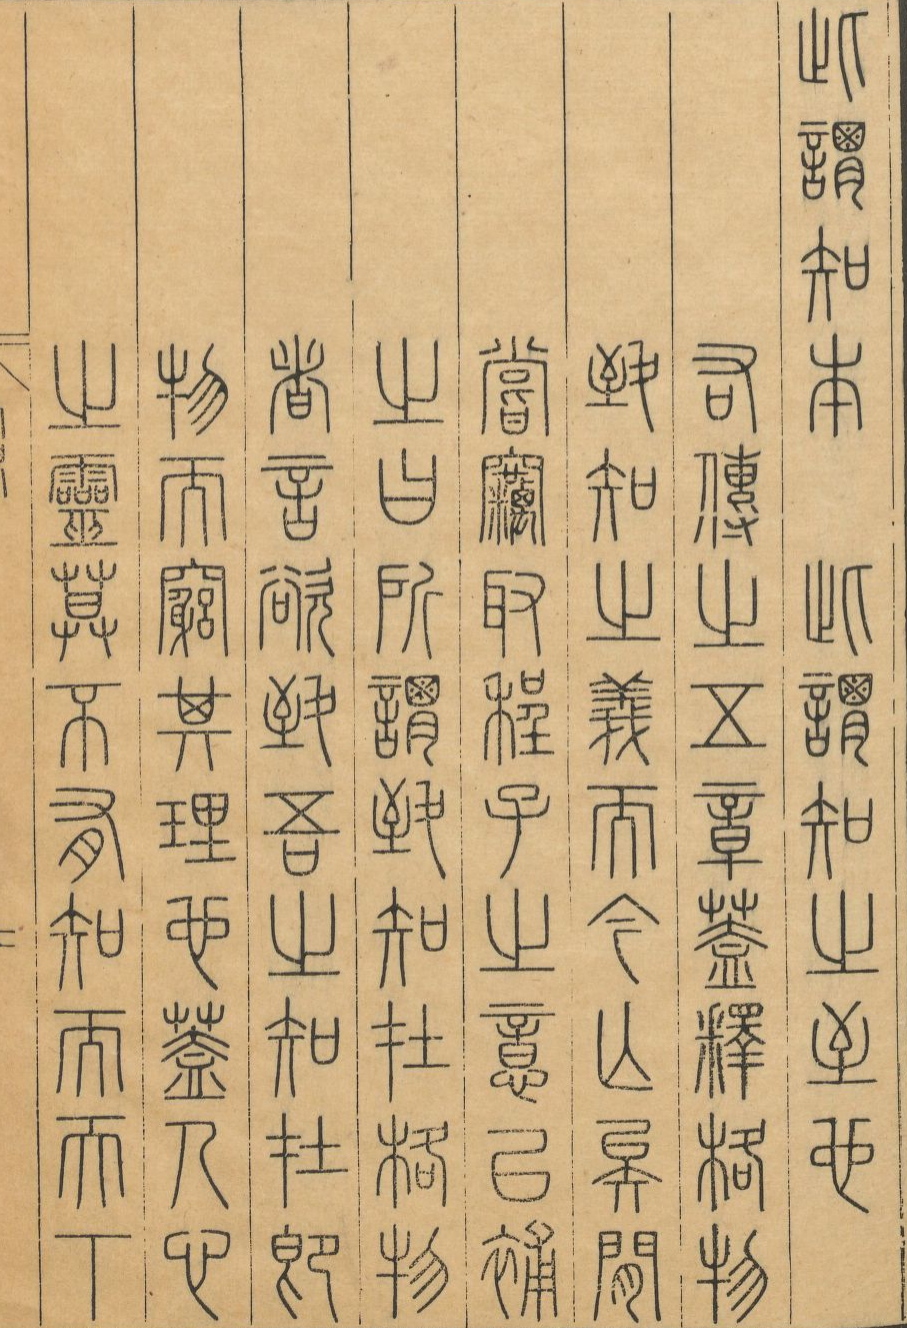 此謂知本　此謂知之至也
右傳之五章蓋釋格物
致知之義而今亡矣閒
嘗竊取程子之意以補
之曰所謂致知在格物
者言欲致吾之知在即
物而窮其理也蓋人心
之靈莫不有知而天下